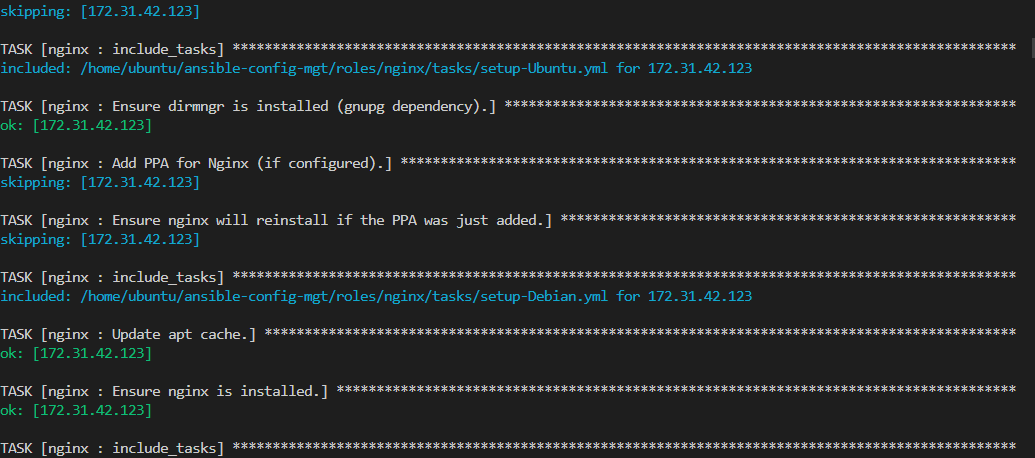 skipping: [172.31.42.123]
TASK [nginx : include_tasks] **************************************************************************************************
included: /home/ubuntu/ansible-config-mgt/roles/nginx/tasks/setup-Ubuntu.yml for 172.31.42.123
TASK [nginx : Ensure dirmngr is installed (gnupg dependency).] ****************************************************************
ok: [172.31.42.123]
TASK [nginx : Add PPA for Nginx (if configured).] *****************************************************************************
skipping: [172.31.42.123]
TASK [nginx : Ensure nginx will reinstall if the PPA was just added.] *********************************************************
skipping: [172.31.42.123]
TASK [nginx : include_tasks] **************************************************************************************************
included: /home/ubuntu/ansible-config-mgt/roles/nginx/tasks/setup-Debian.yml for 172.31.42.123
TASK [nginx : Update apt cache.] **********************************************************************************************
ok: [172.31.42.123]
TASK [nginx : Ensure nginx is installed.] *************************************************************************************
ok: [172.31.42.123]
TASK [nginx : include_tasks] **************************************************************************************************